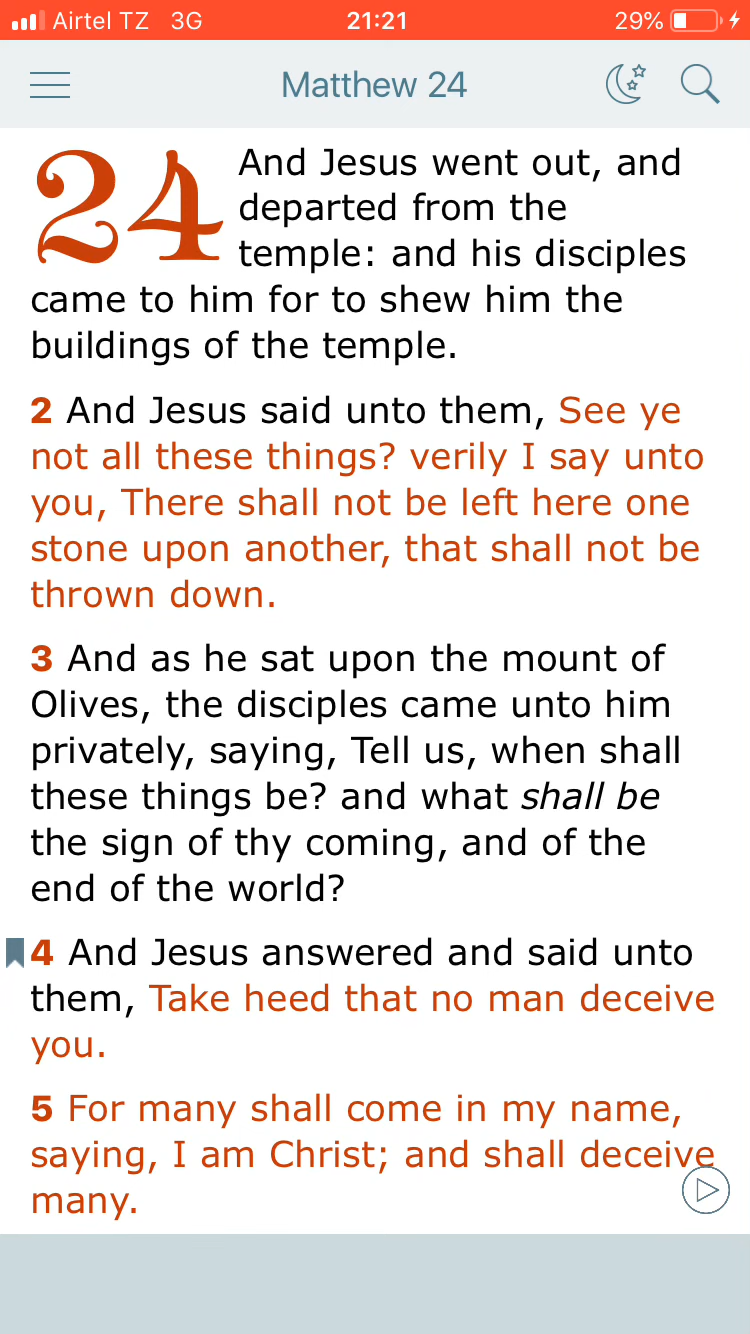 Airtel TZ 3G 21:21 29%
Matthew 24
24 And Jesus went out, and
departed from the
temple: and his disciples
came to him for to shew him the
buildings of the temple.
2 And Jesus said unto them, See ye
not all these things? verily I say unto
you, There shall not be left here one
stone upon another, that shall not be
thrown down.
3 And as he sat upon the mount of
Olives, the disciples came unto him
privately, saying, Tell us, when shall
these things be? and what shall be
the sign of thy coming, and of the
end of the world?
4 And Jesus answered and said unto
them, Take heed that no man deceive
you.
5 For many shall come in my name,
saying, I am Christ; and shall deceive
many.